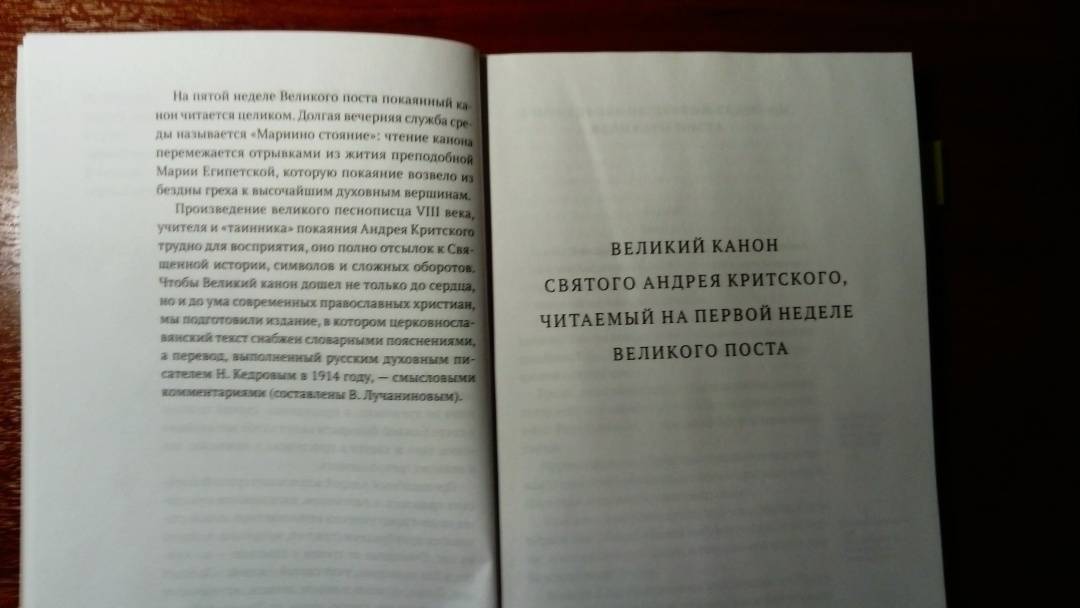 На пятой неделе Великого поста покаянный ка-
нон читается целиком. Долгая вечерняя служба сре-
ды называется «Мариино стояние»: чтение канона
перемежается отрывками из жития преподобной
Марии Египетской, которую покаяние возвело из
бездны греха к высочайшим духовным вершинам.
Произведение великого песнописца VIII века,
учителя и «таинника» покаяния Андрея Критского
трудно для восприятия, оно полно отсылок к Свя-
щенной истории, символов и сложных оборотов.
Чтобы Великий канон дошел не только до сердца,
но и до ума современных православных христиан,
мы подготовили издание, в котором церковносла-
вянский текст снабжен словарными пояснениями,
а перевод, выполненный русским духовным пи-
сателем Н. Кедровым в 1914 году, — смысловыми
комментариями (составлены В. Лучаниновым).
ВЕЛИКИЙ КАНОН
СВЯТОГО АНДРЕЯ КРИТСКОГО,
ЧИТАЕМЫЙ НА ПЕРВОЙ НЕДЕЛЕ
ВЕЛИКОГО ПОСТА